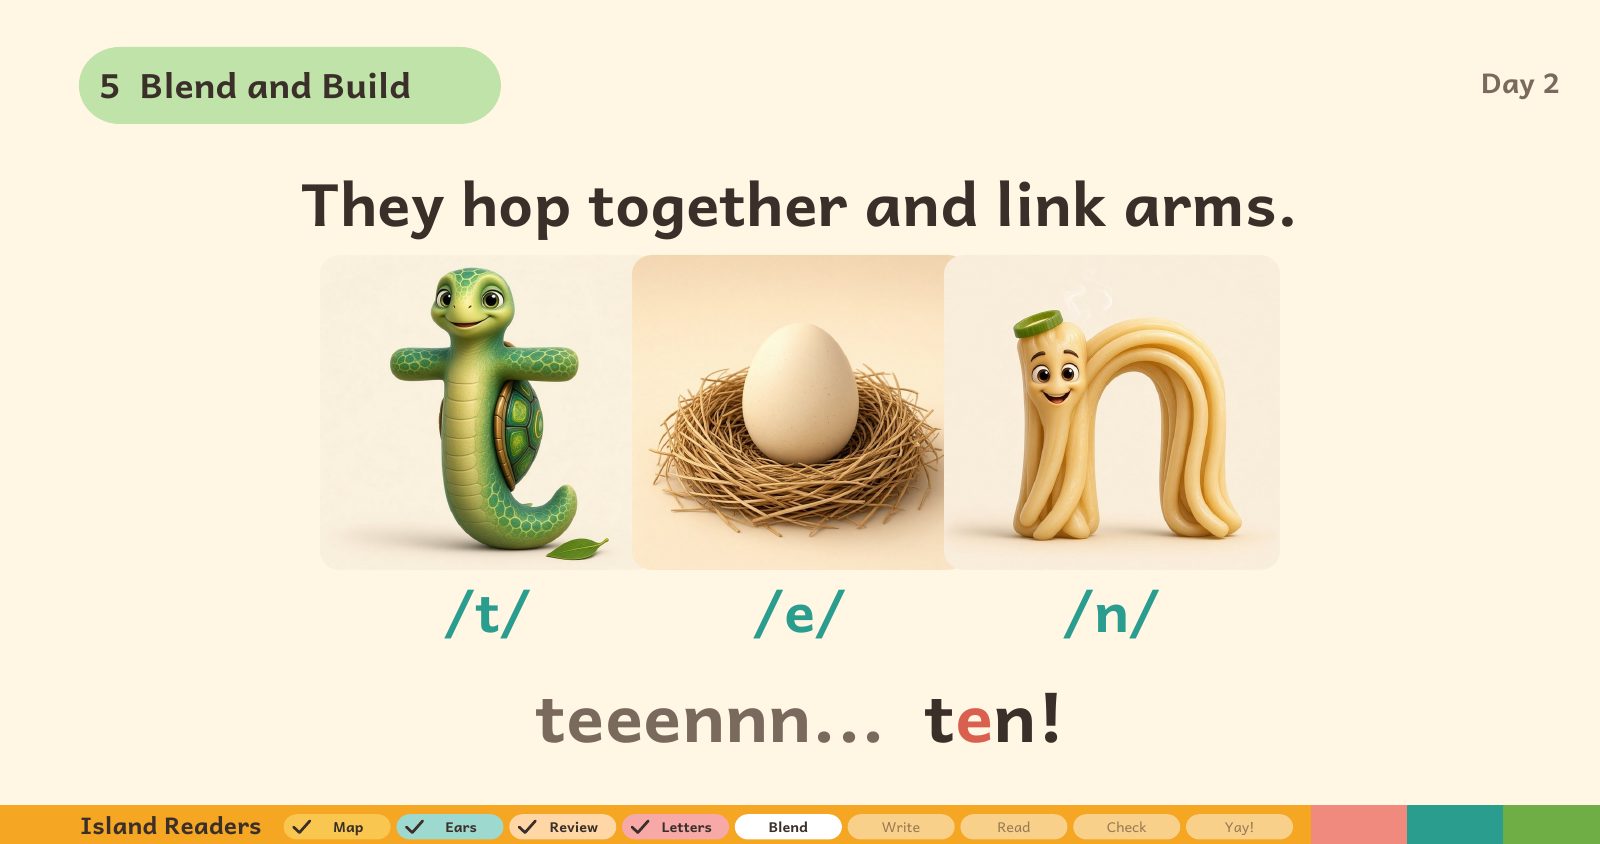 5 Blend and Build
Day 2
They hop together and link arms.
/t/ /e/ /n/
teeennn... ten!
Island Readers Map Ears Review Letters Blend Write Read Check Yay!